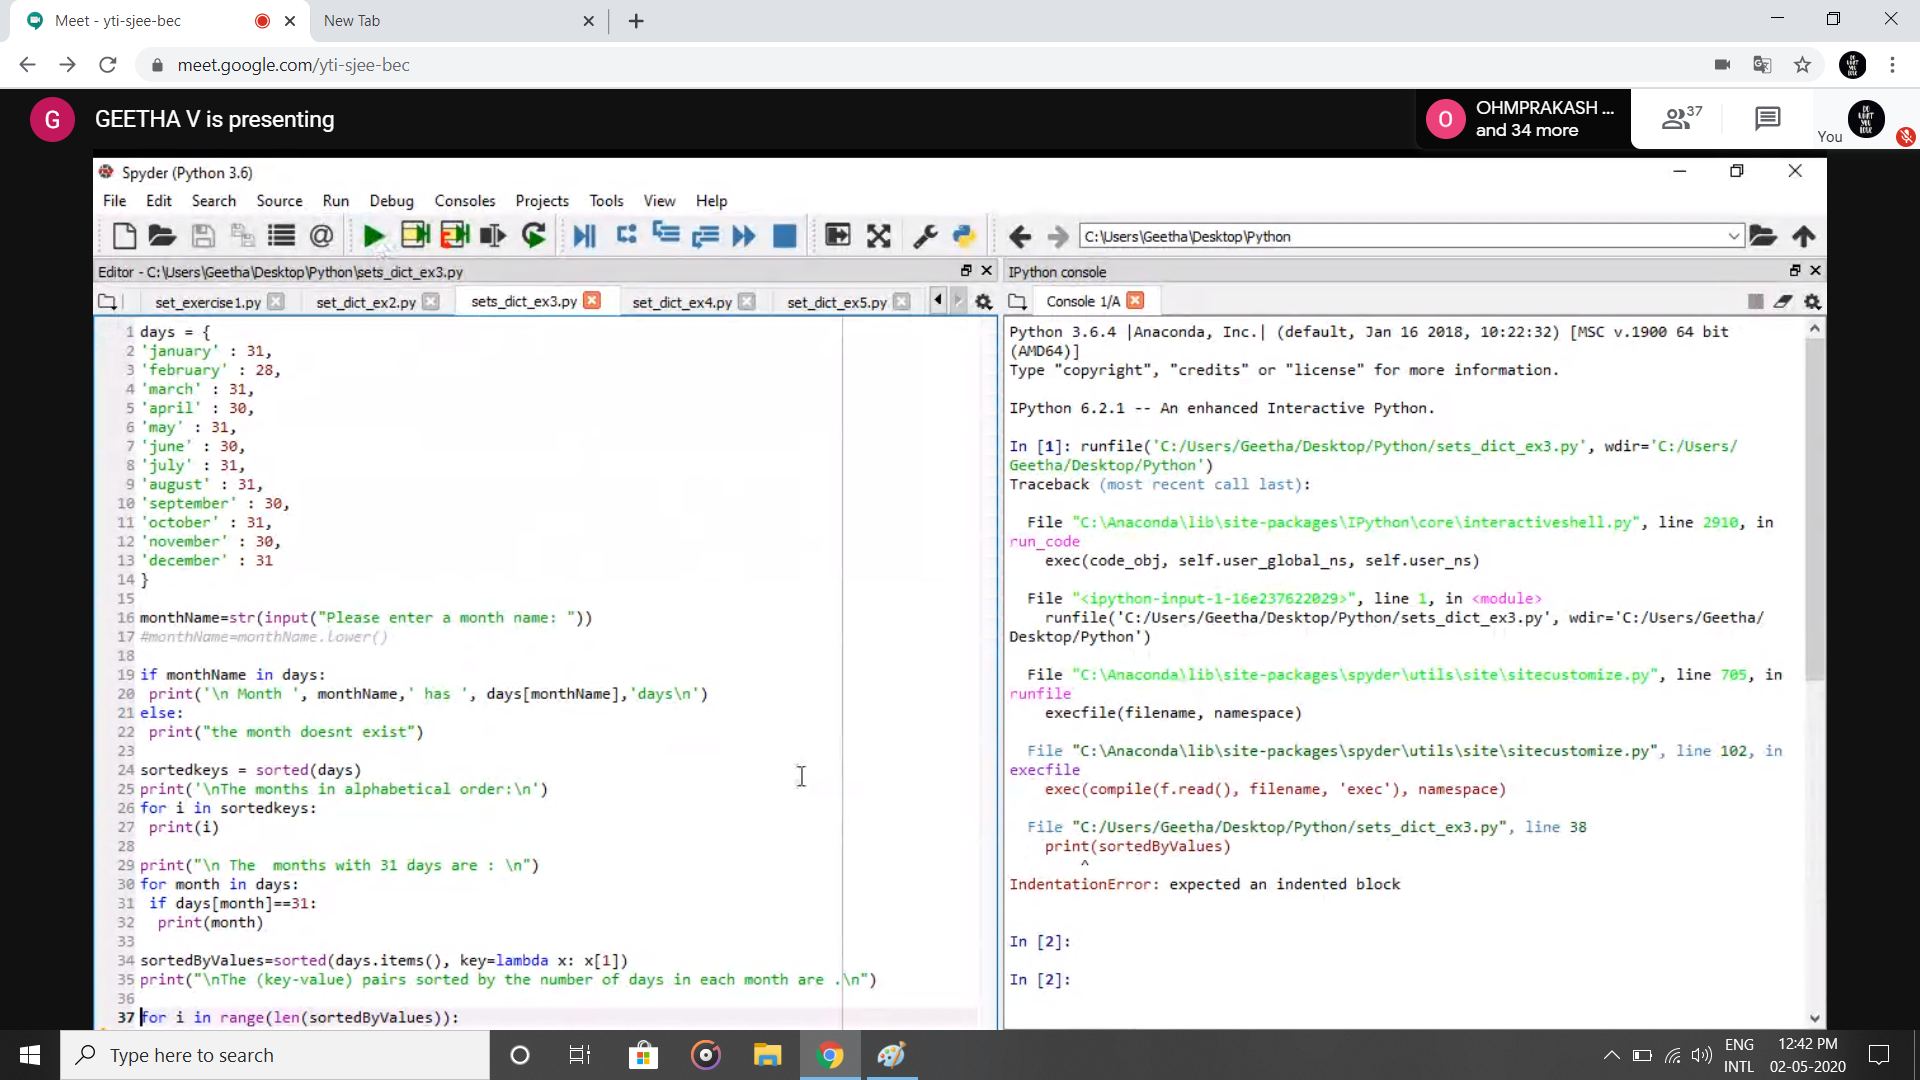 Meet - yti-sjee-bec
New Tab
meet.google.com/yti-sjee-bec
G
GEETHA V is presenting
O
OHMPRAKASH ...
and 34 more
37
You
Spyder (Python 3.6)
File Edit Search Source Run Debug Consoles Projects Tools View Help
C:\Users\Geetha\Desktop\Python
Editor - C:\Users\Geetha\Desktop\Python\sets_dict_ex3.py
set_exercise1.py
set_dict_ex2.py
sets_dict_ex3.py
set_dict_ex4.py
set_dict_ex5.py
1 days = {
2 'january' : 31,
3 'february' : 28,
4 'march' : 31,
5 'april' : 30,
6 'may' : 31,
7 'june' : 30,
8 'july' : 31,
9 'august' : 31,
10 'september' : 30,
11 'october' : 31,
12 'november' : 30,
13 'december' : 31
14 }
15
16 monthName=str(input("Please enter a month name: "))
17 #monthName=monthName.lower()
18
19 if monthName in days:
20  print('\n Month ', monthName,' has ', days[monthName],'days\n')
21 else:
22  print("the month doesnt exist")
23
24 sortedkeys = sorted(days)
25 print('\nThe months in alphabetical order:\n')
26 for i in sortedkeys:
27  print(i)
28
29 print("\n The  months with 31 days are : \n")
30 for month in days:
31  if days[month]==31:
32   print(month)
33
34 sortedByValues=sorted(days.items(), key=lambda x: x[1])
35 print("\nThe (key-value) pairs sorted by the number of days in each month are .\n")
36
37 for i in range(len(sortedByValues)):
IPython console
Console 1/A
Python 3.6.4 |Anaconda, Inc.| (default, Jan 16 2018, 10:22:32) [MSC v.1900 64 bit
(AMD64)]
Type "copyright", "credits" or "license" for more information.
IPython 6.2.1 -- An enhanced Interactive Python.
In [1]: runfile('C:/Users/Geetha/Desktop/Python/sets_dict_ex3.py', wdir='C:/Users/
Geetha/Desktop/Python')
Traceback (most recent call last):
File "C:\Anaconda\lib\site-packages\IPython\core\interactiveshell.py", line 2910, in
run_code
exec(code_obj, self.user_global_ns, self.user_ns)
File "<ipython-input-1-16e237622029>", line 1, in <module>
runfile('C:/Users/Geetha/Desktop/Python/sets_dict_ex3.py', wdir='C:/Users/Geetha/
Desktop/Python')
File "C:\Anaconda\lib\site-packages\spyder\utils\site\sitecustomize.py", line 705, in
runfile
execfile(filename, namespace)
File "C:\Anaconda\lib\site-packages\spyder\utils\site\sitecustomize.py", line 102, in
execfile
exec(compile(f.read(), filename, 'exec'), namespace)
File "C:/Users/Geetha/Desktop/Python/sets_dict_ex3.py", line 38
print(sortedByValues)
^
IndentationError: expected an indented block
In [2]:
In [2]:
Type here to search
ENG
INTL
12:42 PM
02-05-2020